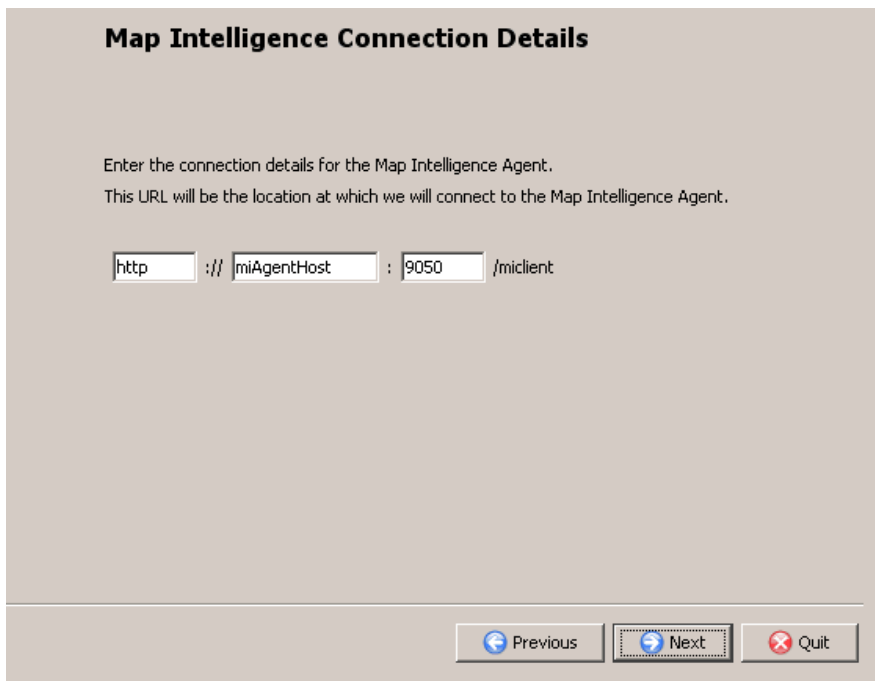 Map Intelligence Connection Details
Enter the connection details for the Map Intelligence Agent.
This URL will be the location at which we will connect to the Map Intelligence Agent.
http :// miAgentHost : 9050 /miclient
Previous Next Quit